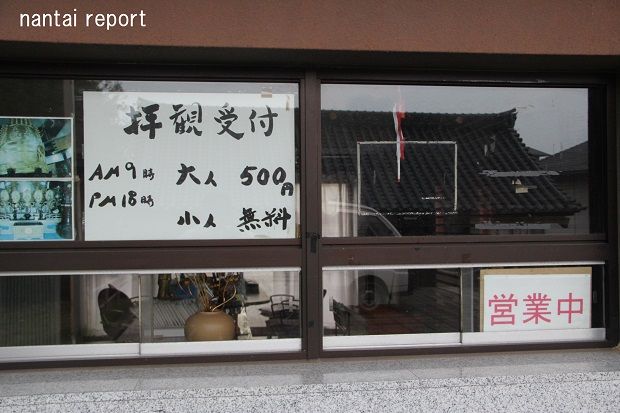 nantai report
拝観受付
AM9時 大人 500円
PM18時
小人 無料
営業中